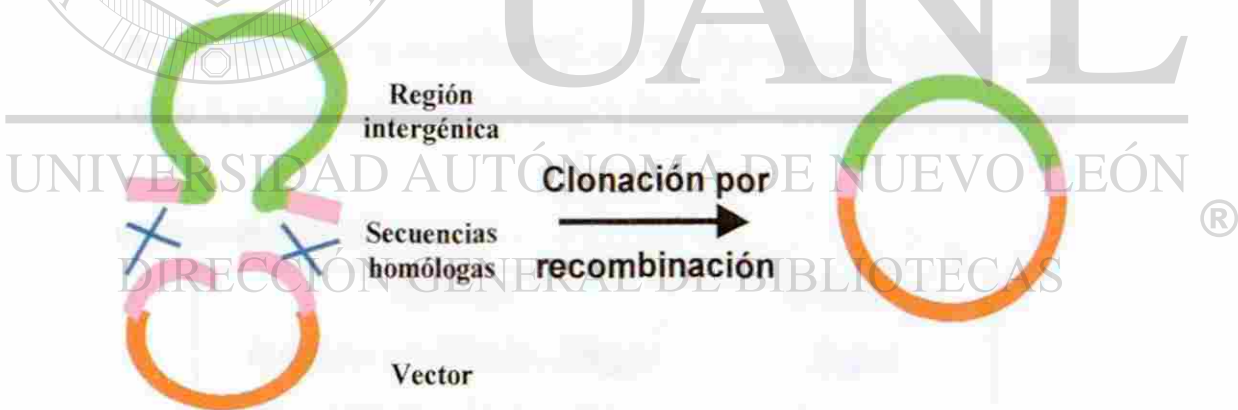 UANL
Región
intergénica
UNIVERSIDAD AUTÓNOMA DE NUEVO LEÓN
®
Clonación por
recombinación
Secuencias
homólogas
DIRECCIÓN GENERAL DE BIBLIOTECAS
Vector